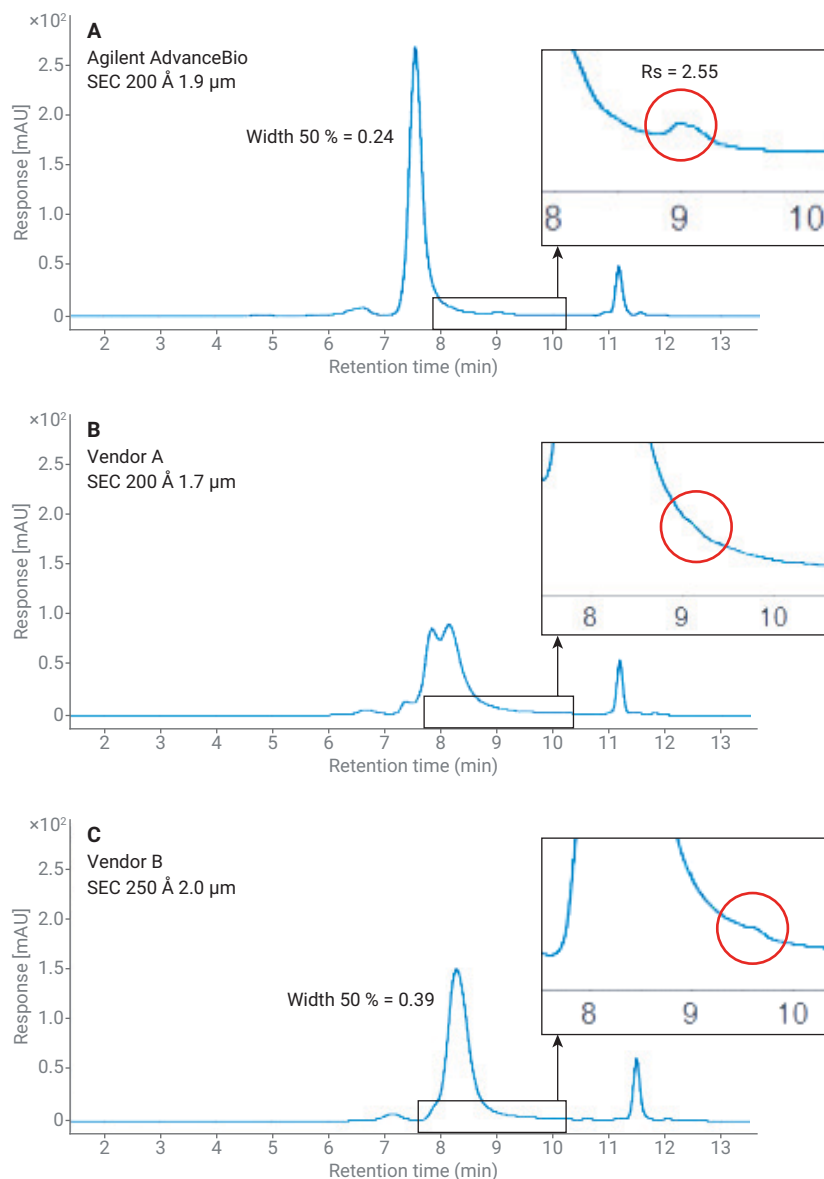 ×10²
A
Agilent AdvanceBio
SEC 200 Å 1.9 µm
Width 50 % = 0.24
Rs = 2.55
8 9 10
Response [mAU]
2.5
2.0
1.5
1.0
0.5
0
2 3 4 5 6 7 8 9 10 11 12 13
Retention time (min)
×10²
B
Vendor A
SEC 200 Å 1.7 µm
8 9 10
Response [mAU]
2.5
2.0
1.5
1.0
0.5
0
2 3 4 5 6 7 8 9 10 11 12 13
Retention time (min)
×10²
C
Vendor B
SEC 250 Å 2.0 µm
Width 50 % = 0.39
8 9 10
Response [mAU]
2.5
2.0
1.5
1.0
0.5
0
2 3 4 5 6 7 8 9 10 11 12 13
Retention time (min)